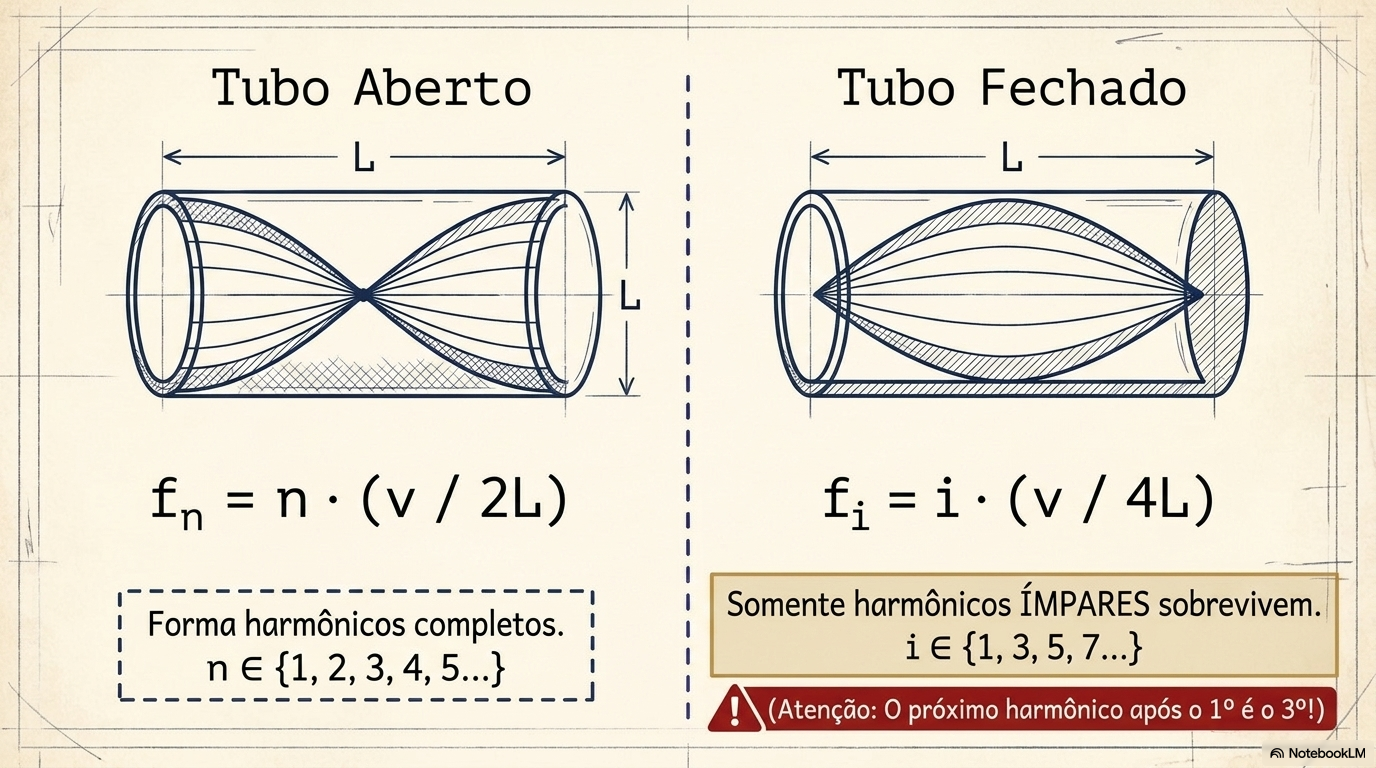 Tubo Aberto
L
L
fₙ = n · (v / 2L)
Forma harmônicos completos.
n ∈ {1, 2, 3, 4, 5...}
Tubo Fechado
L
fᵢ = i · (v / 4L)
Somente harmônicos ÍMPARES sobrevivem.
i ∈ {1, 3, 5, 7...}
(Atenção: O próximo harmônico após o 1º é o 3º!)
NotebookLM